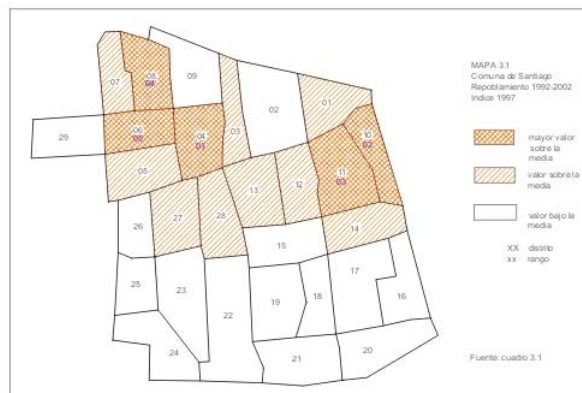 MAPA 3.1
Comuna de Santiago
Repoblamiento 1992-2002
Indice 1997
mayor valor
sobre la
media
valor sobre la
media
valor bajo la
media
XX distrito
xx rango
Fuente: cuadro 3.1
07
08
04
09
02
01
10
02
29
06
05
04
01
03
11
03
05
13
12
26
27
28
14
15
25
23
22
19
18
17
16
24
21
20